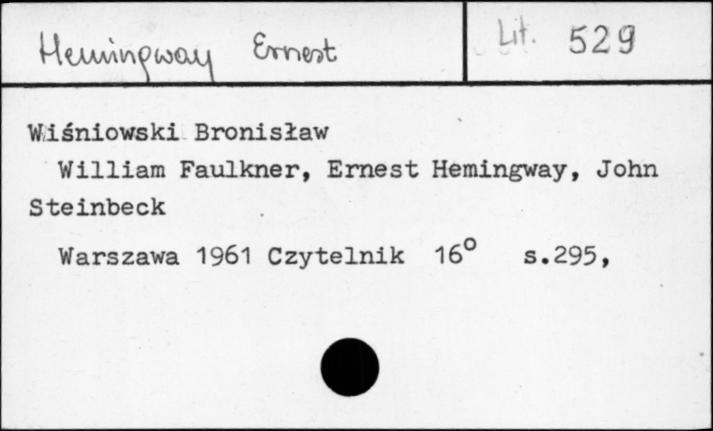 Hemingway Ernest
Lit. 529
Wiśniowski Bronisław
William Faulkner, Ernest Hemingway, John
Steinbeck
Warszawa 1961 Czytelnik 16° s.295,